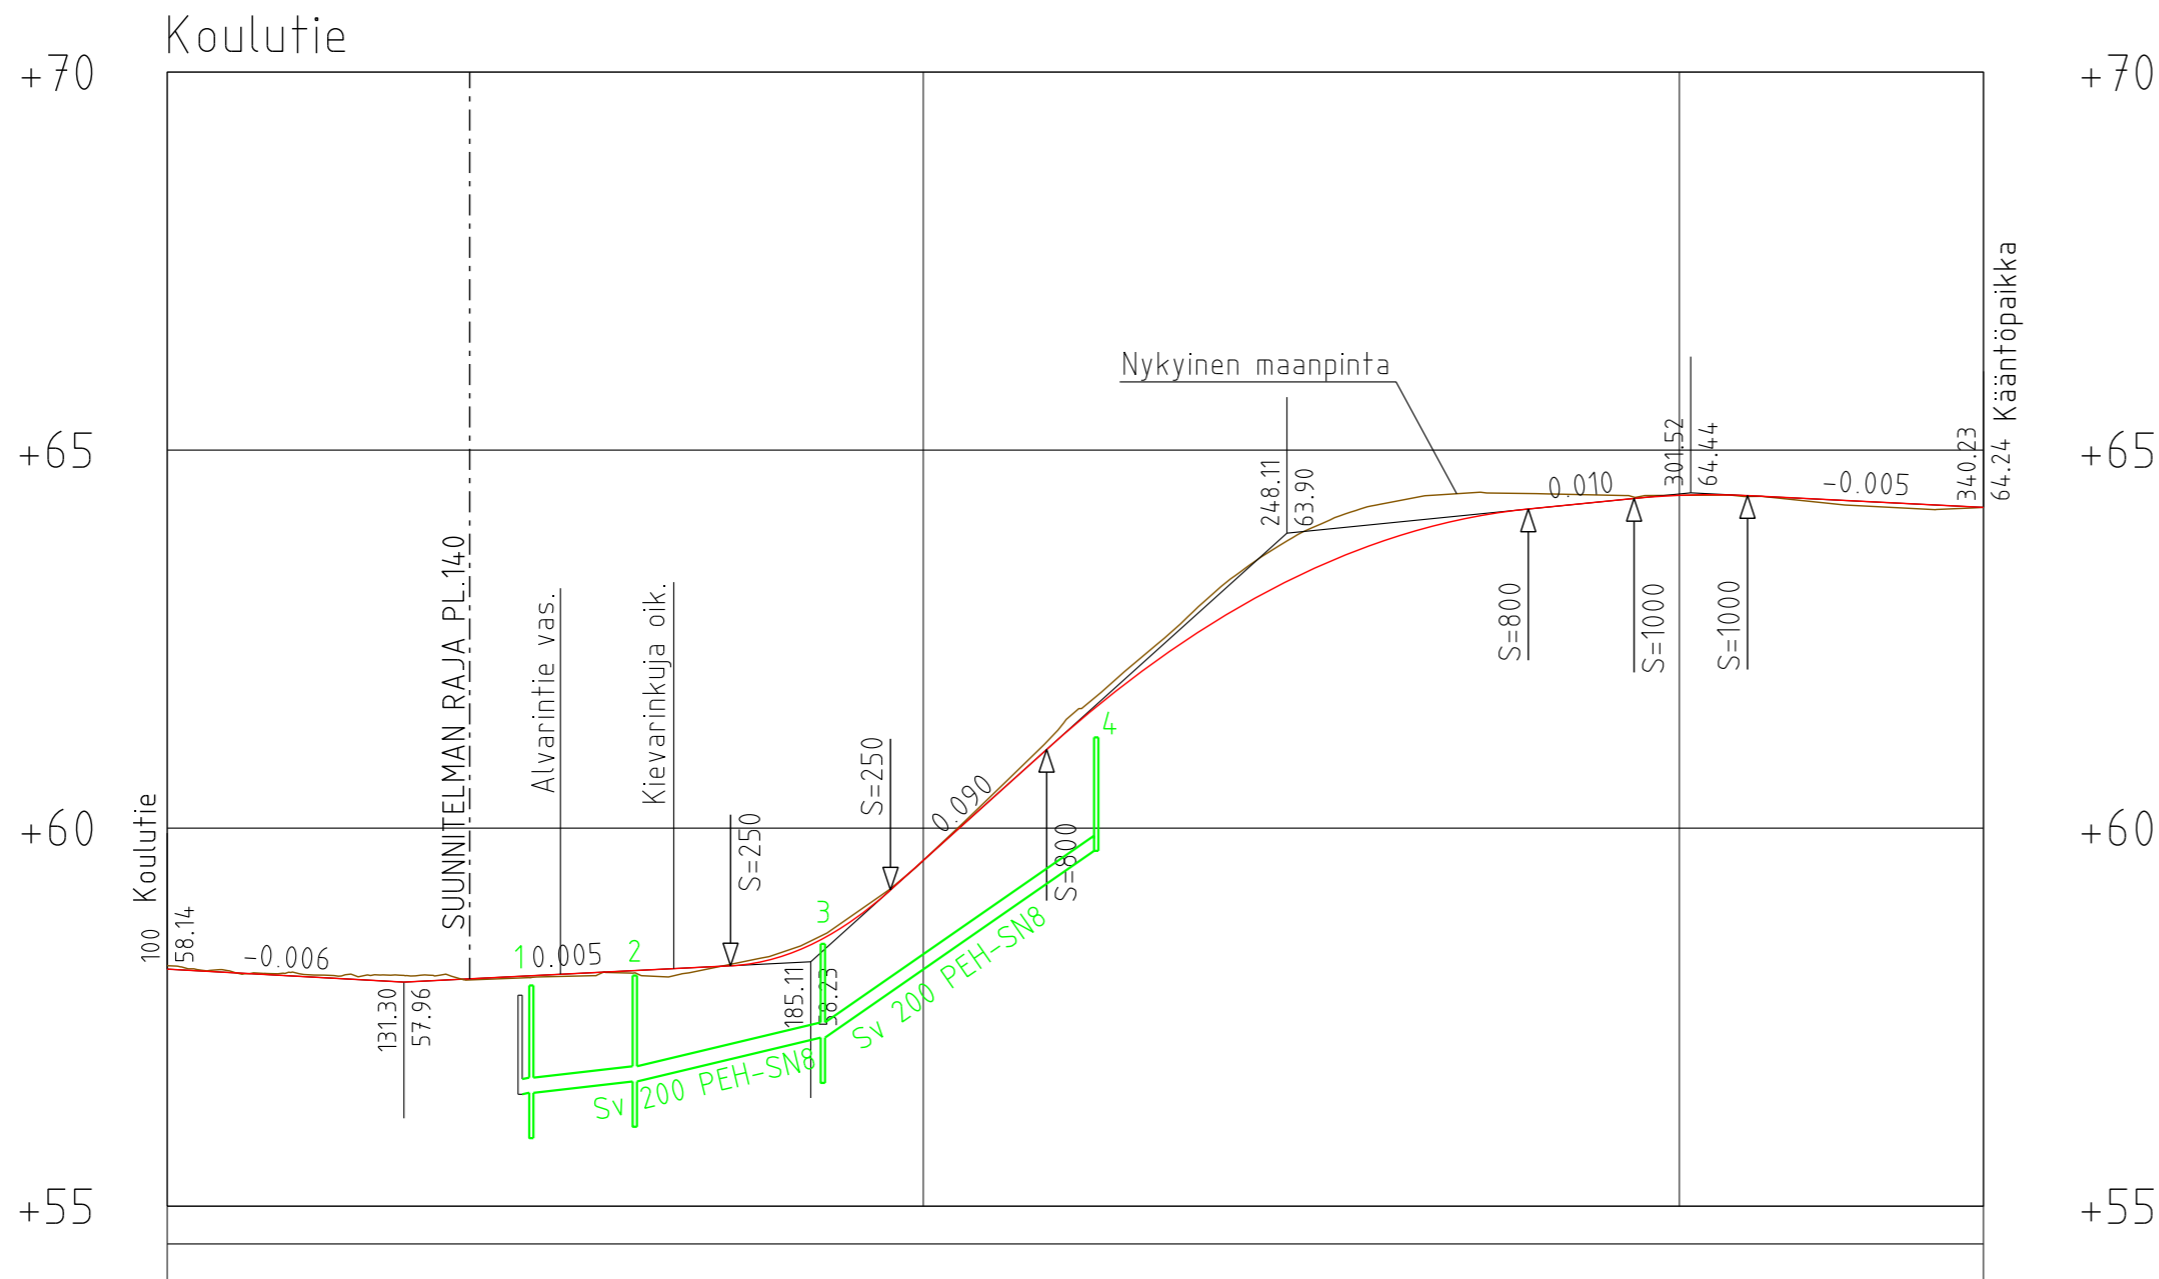 Koulutie
+70
+70
Kääntöpaikka
Nykyinen maanpinta
+65
+65
248.11
63.90
0.010
301.52
64.44
-0.005
340.23
64.24
SUUNNITELMAN RAJA PL.140
Alvarintie vas.
Kievarinkuja oik.
S=800
S=1000
S=1000
4
S=250
0.090
+60
+60
Koulutie
S=250
S=800
3
100
58.14
-0.006
1
0.005
2
131.30
57.96
185.11
58.23
Sv 200 PEH-SN8
Sv 200 PEH-SN8
+55
+55